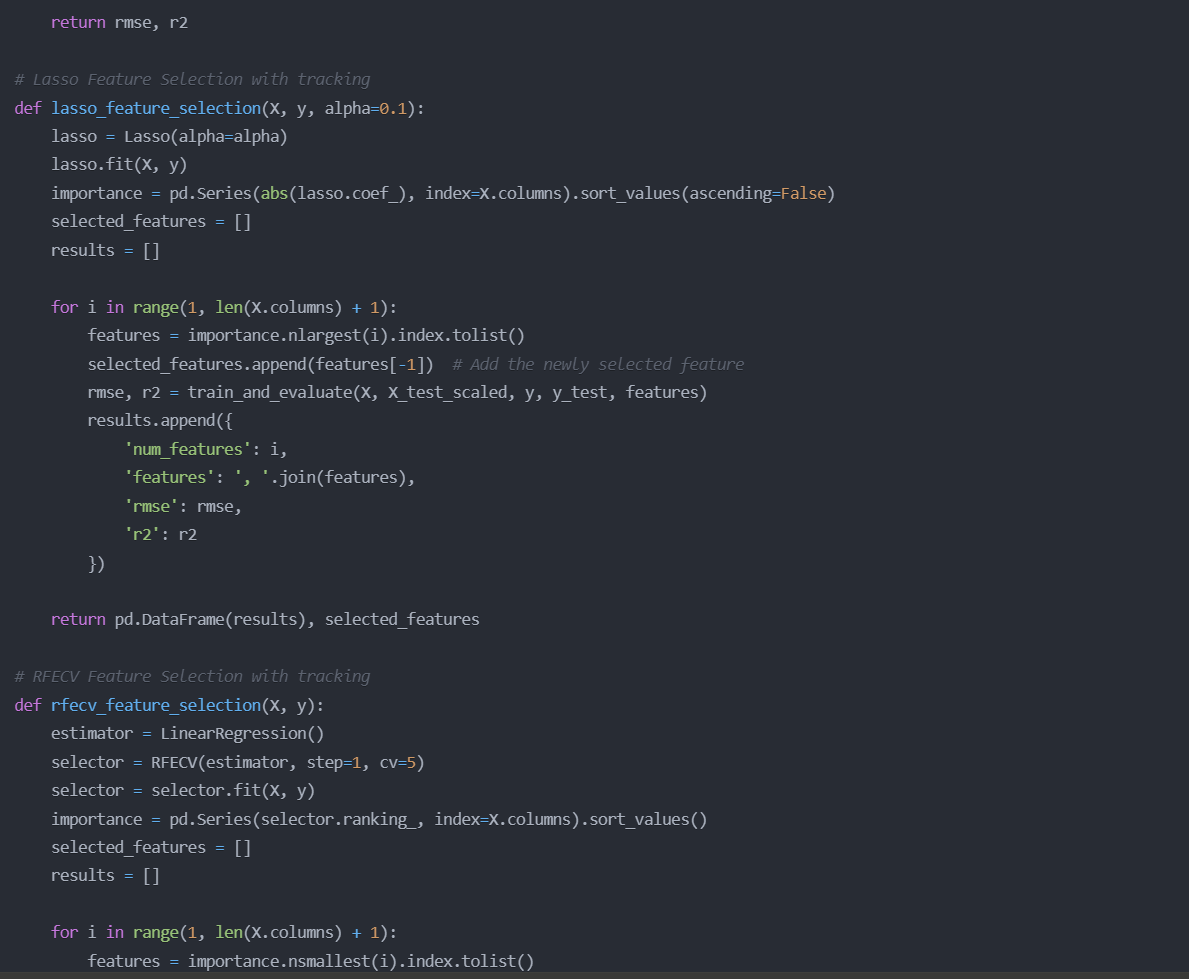 return rmse, r2
# Lasso Feature Selection with tracking
def lasso_feature_selection(X, y, alpha=0.1):
    lasso = Lasso(alpha=alpha)
    lasso.fit(X, y)
    importance = pd.Series(abs(lasso.coef_), index=X.columns).sort_values(ascending=False)
    selected_features = []
    results = []
    for i in range(1, len(X.columns) + 1):
        features = importance.nlargest(i).index.tolist()
        selected_features.append(features[-1])  # Add the newly selected feature
        rmse, r2 = train_and_evaluate(X, X_test_scaled, y, y_test, features)
        results.append({
            'num_features': i,
            'features': ', '.join(features),
            'rmse': rmse,
            'r2': r2
        })
    return pd.DataFrame(results), selected_features
# RFECV Feature Selection with tracking
def rfecv_feature_selection(X, y):
    estimator = LinearRegression()
    selector = RFECV(estimator, step=1, cv=5)
    selector = selector.fit(X, y)
    importance = pd.Series(selector.ranking_, index=X.columns).sort_values()
    selected_features = []
    results = []
    for i in range(1, len(X.columns) + 1):
        features = importance.nsmallest(i).index.tolist()